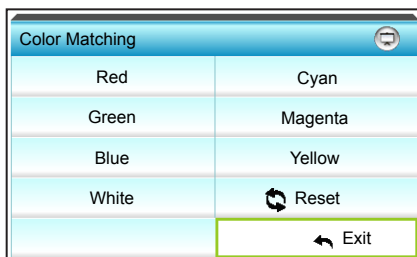 Color Matching
Red Cyan
Green Magenta
Blue Yellow
White Reset
Exit